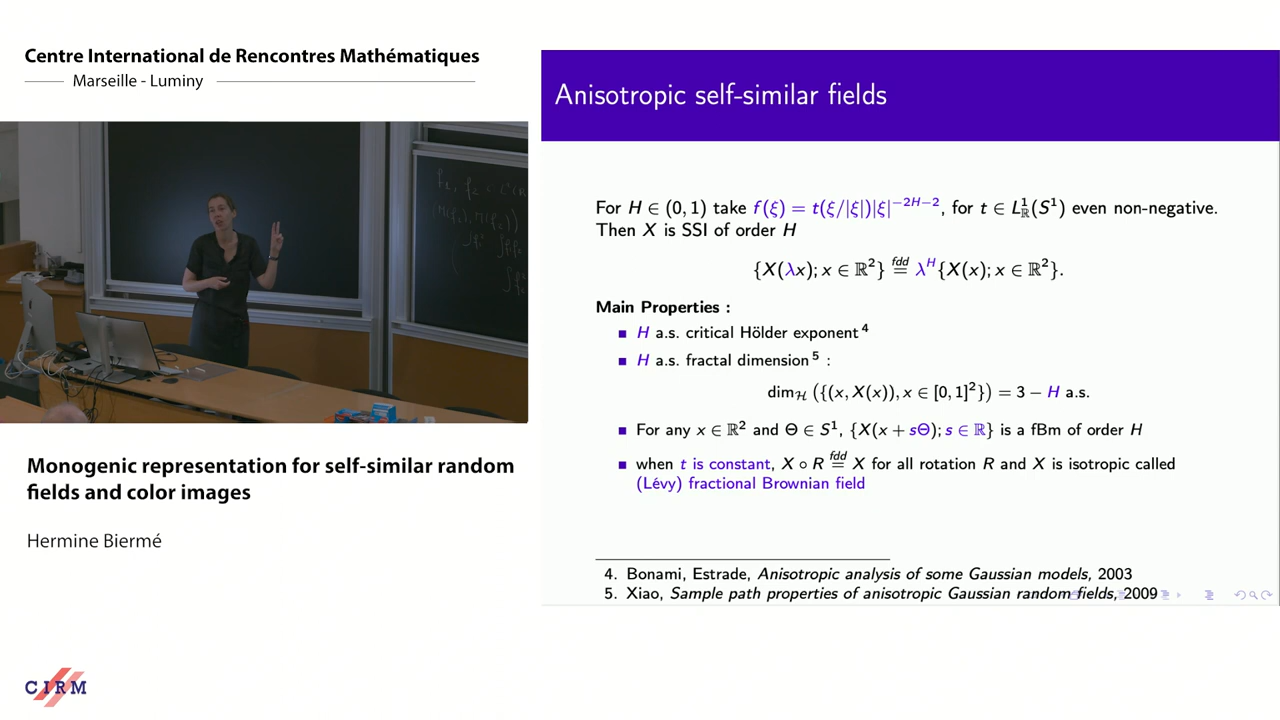 Centre International de Rencontres Mathématiques
Marseille - Luminy
Monogenic representation for self-similar random
fields and color images
Hermine Biermé
CIRM
Anisotropic self-similar fields
For H ∈ (0, 1) take f(ξ) = t(ξ/|ξ|)|ξ|^{−2H−2}, for t ∈ L^1_ℝ(S^1) even non-negative.
Then X is SSI of order H
{X(λx); x ∈ ℝ²} \stackrel{fdd}{=} λ^H{X(x); x ∈ ℝ²}.
Main Properties :
■ H a.s. critical Hölder exponent ⁴
■ H a.s. fractal dimension ⁵ :
dim_ℋ ({(x, X(x)), x ∈ [0, 1]²}) = 3 − H a.s.
■ For any x ∈ ℝ² and Θ ∈ S¹, {X(x + sΘ); s ∈ ℝ} is a fBm of order H
■ when t is constant, X ∘ R \stackrel{fdd}{=} X for all rotation R and X is isotropic called
(Lévy) fractional Brownian field
4. Bonami, Estrade, Anisotropic analysis of some Gaussian models, 2003
5. Xiao, Sample path properties of anisotropic Gaussian random fields, 2009